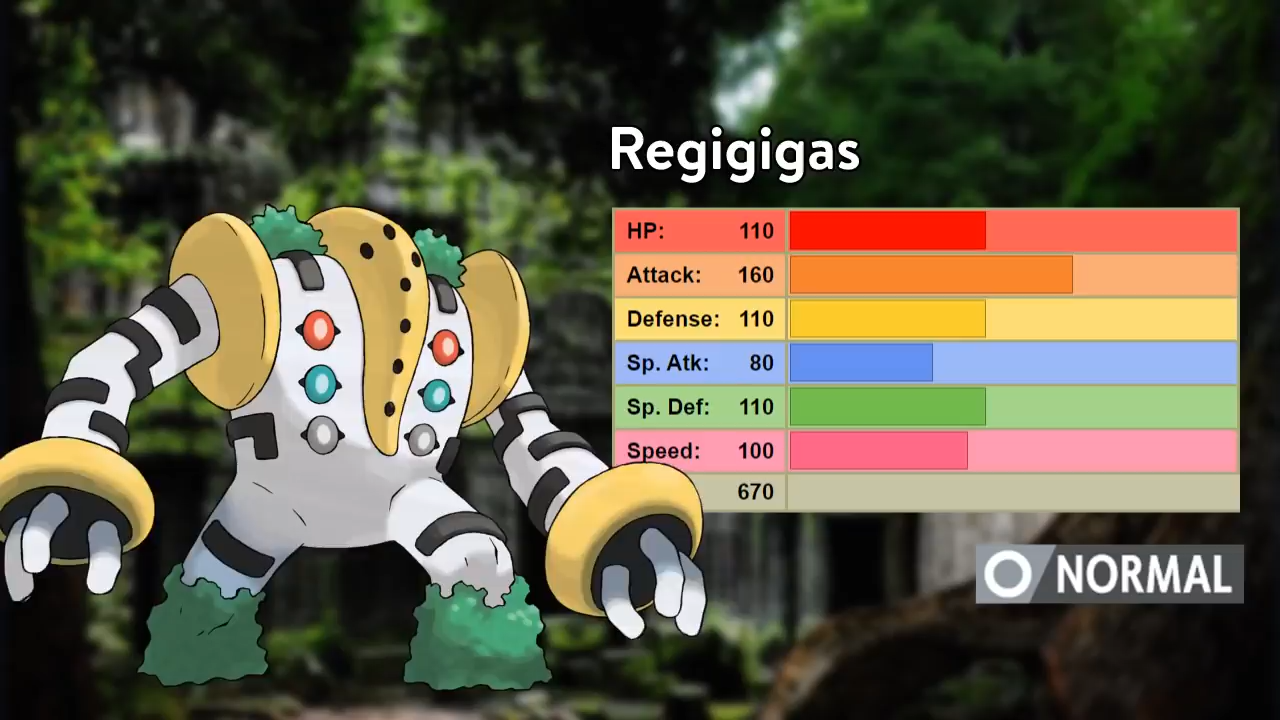 Regigigas
HP: 110
Attack: 160
Defense: 110
Sp. Atk: 80
Sp. Def: 110
Speed: 100
670
NORMAL